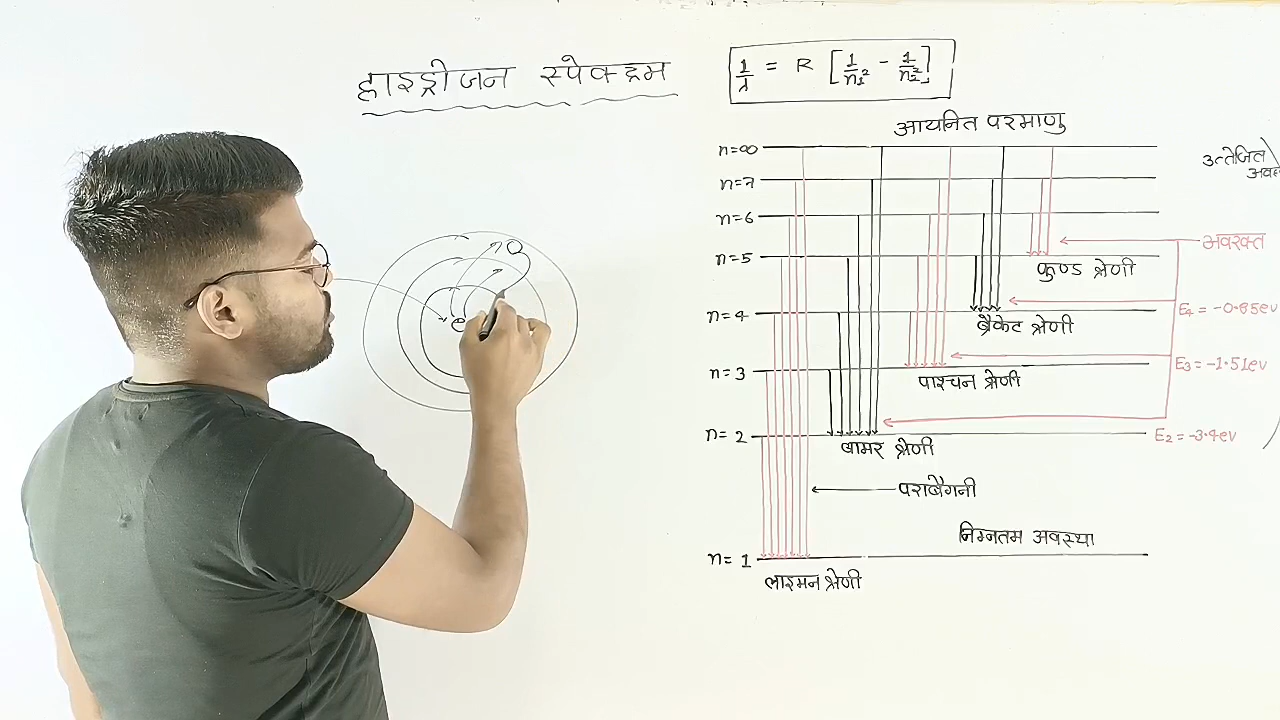 हाइड्रोजन स्पेक्ट्रम
1/λ = R [1/n₁² - 1/n₂²]
आयनित परमाणु
n=∞
उत्तेजित
n=7
n=6
अवरक्त
n=5
कुण्ड श्रेणी
n=4
E₄ = -0.85ev
ब्रैकेट श्रेणी
n=3
E₃ = -1.51ev
पाश्चन श्रेणी
n=2
E₂ = -3.4ev
बामर श्रेणी
पराबैगनी
निम्नतम अवस्था
n=1
लाइमन श्रेणी